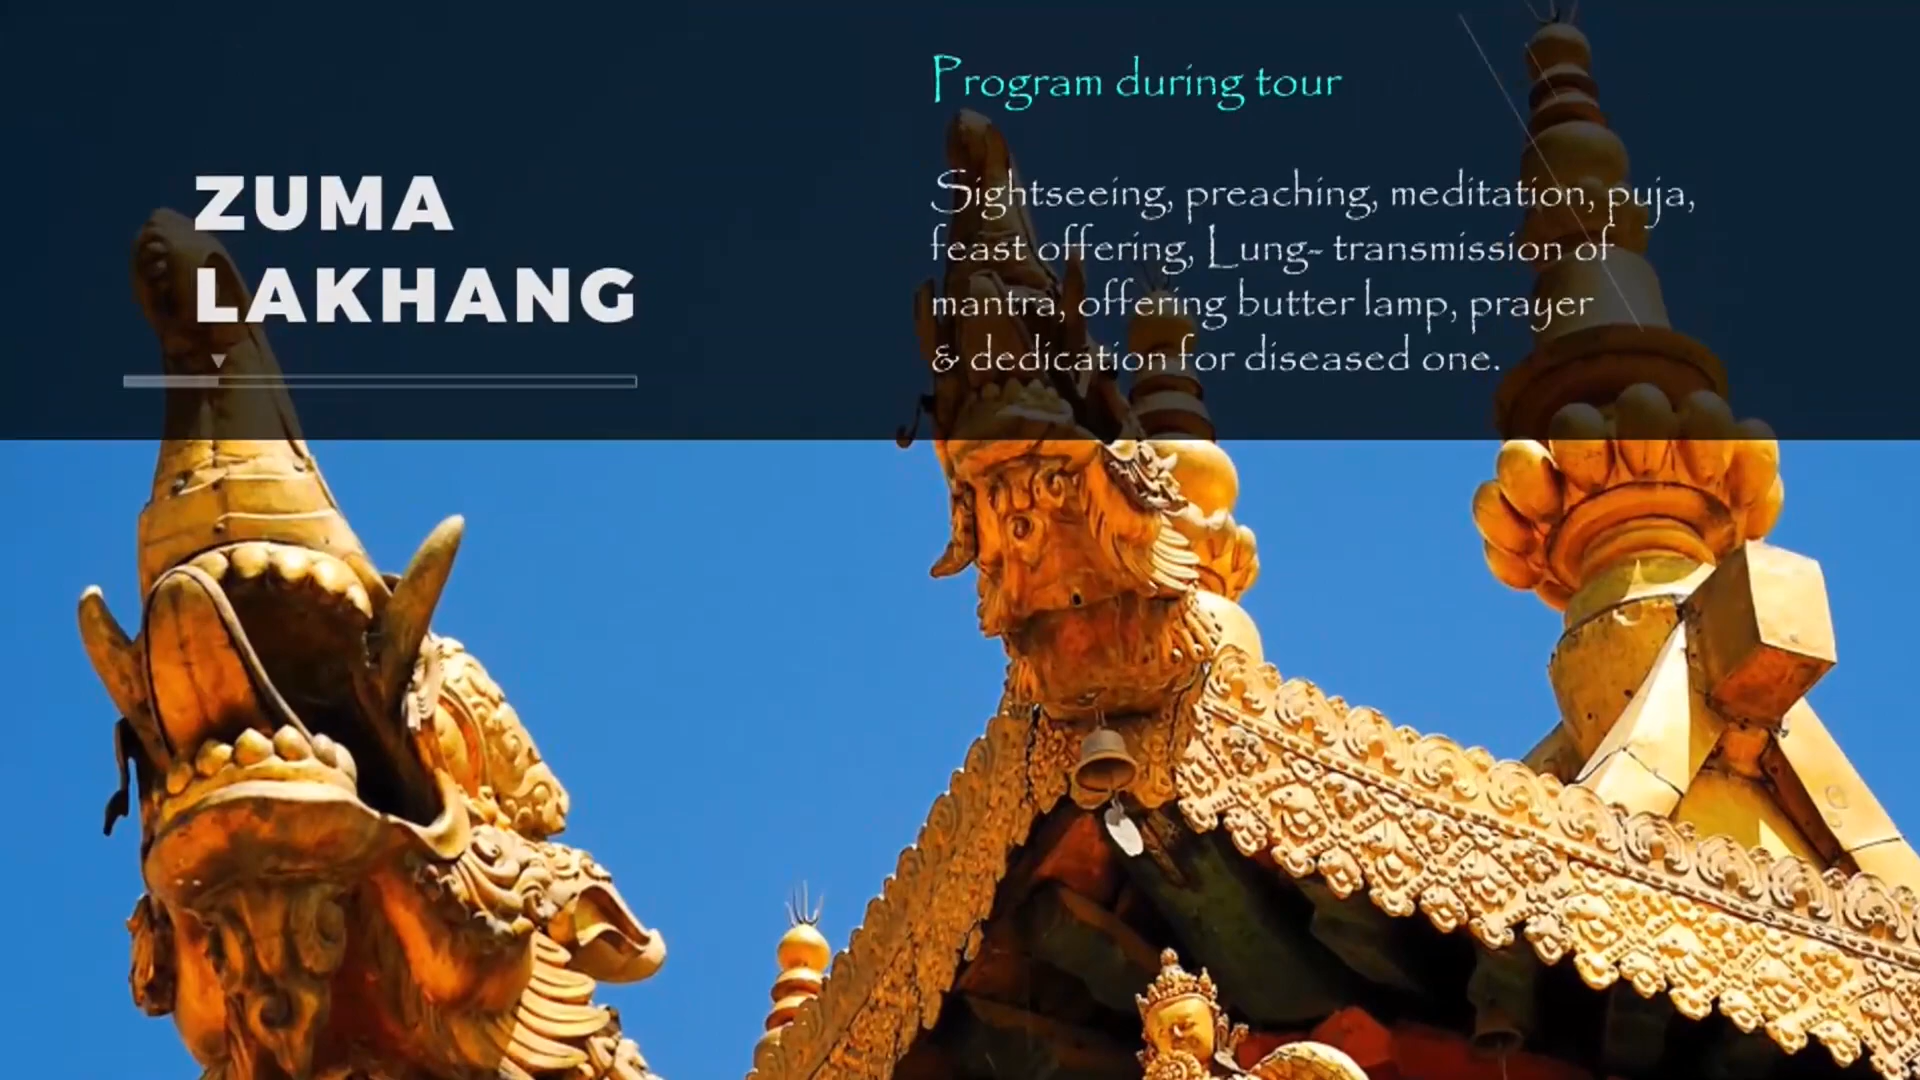 ZUMA
LAKHANG
Program during tour
Sightseeing, preaching, meditation, puja,
feast offering, Lung- transmission of
mantra, offering butter lamp, prayer
& dedication for diseased one.